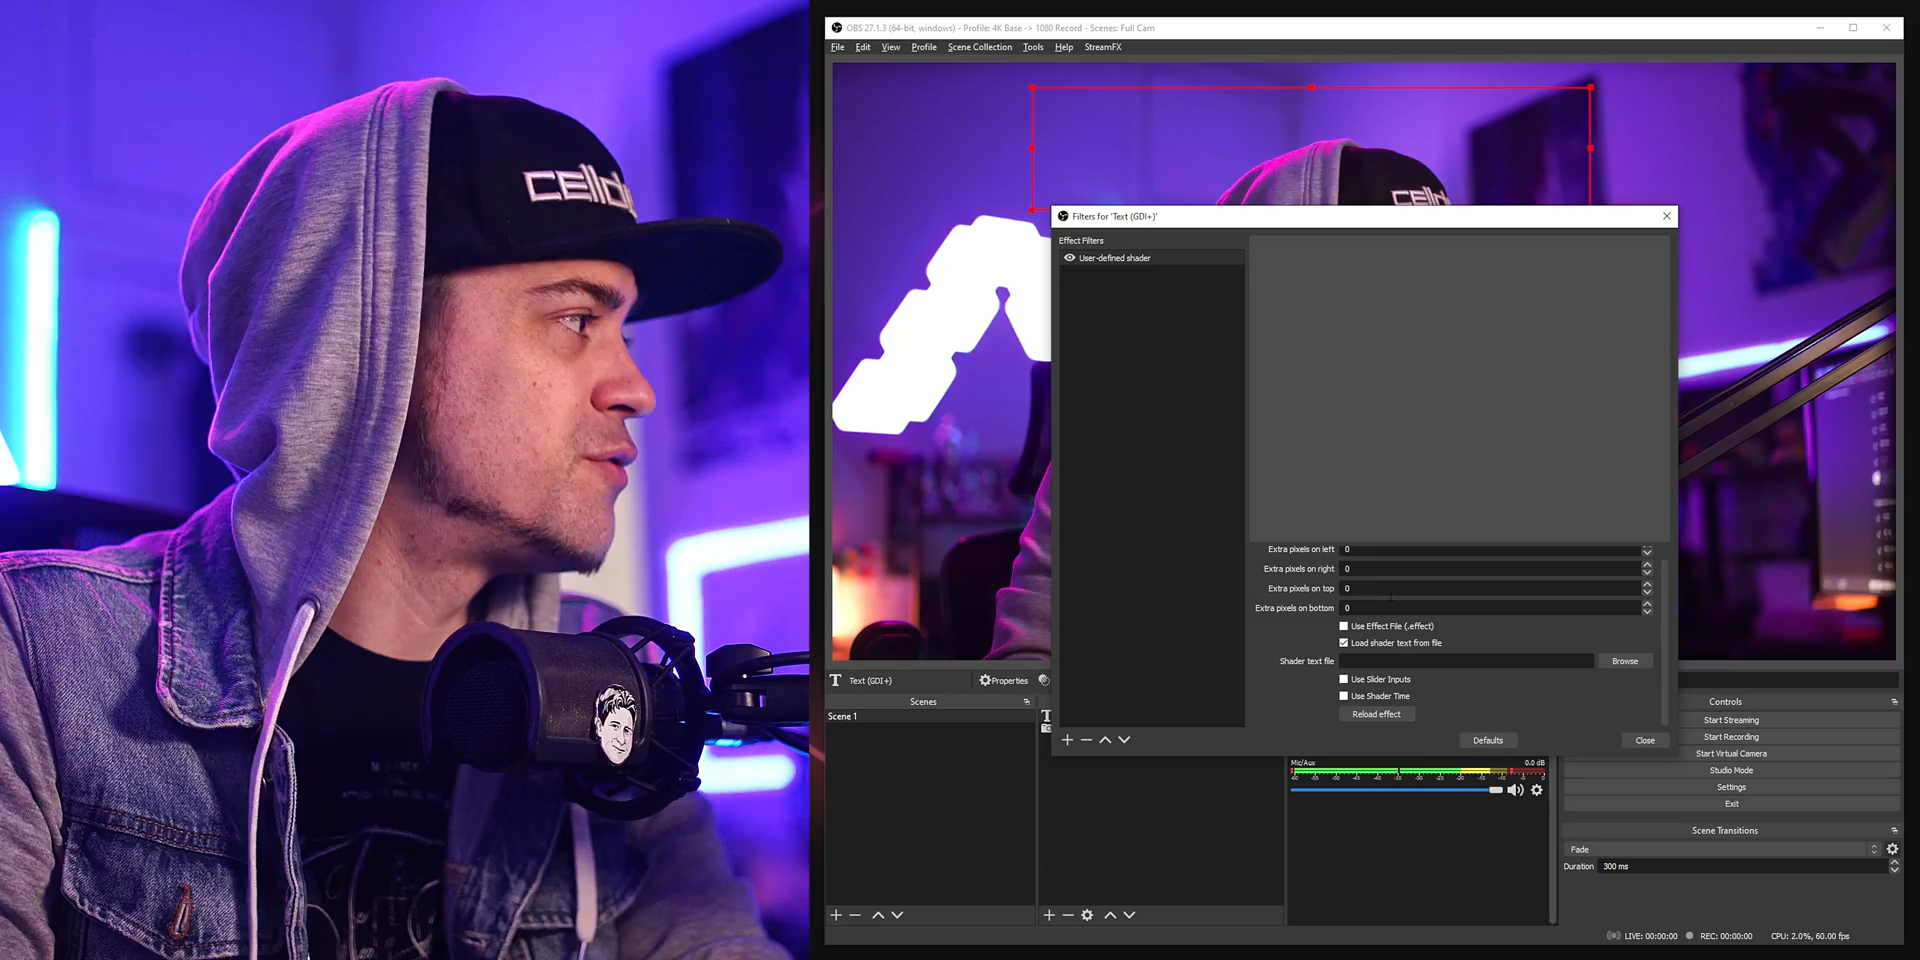 OBS 27.1.3 (64-bit, windows) - Profile: 4K Base -> 1080 Record - Scenes: Full Cam
File Edit View Profile Scene Collection Tools Help StreamFX
Filters for 'Text (GDI+)'
Effect Filters
User-defined shader
Extra pixels on left 0
Extra pixels on right 0
Extra pixels on top 0
Extra pixels on bottom 0
Use Effect File (.effect)
Load shader text from file
Shader text file Browse
Use Slider Inputs
Use Shader Time
Reload effect
Defaults Close
Text (GDI+) Properties
Scenes
Scene 1
Mic/Aux 0.0 dB
Controls
Start Streaming
Start Recording
Start Virtual Camera
Studio Mode
Settings
Exit
Scene Transitions
Fade
Duration 300 ms
LIVE: 00:00:00 REC: 00:00:00 CPU: 2.0%, 60.00 fps